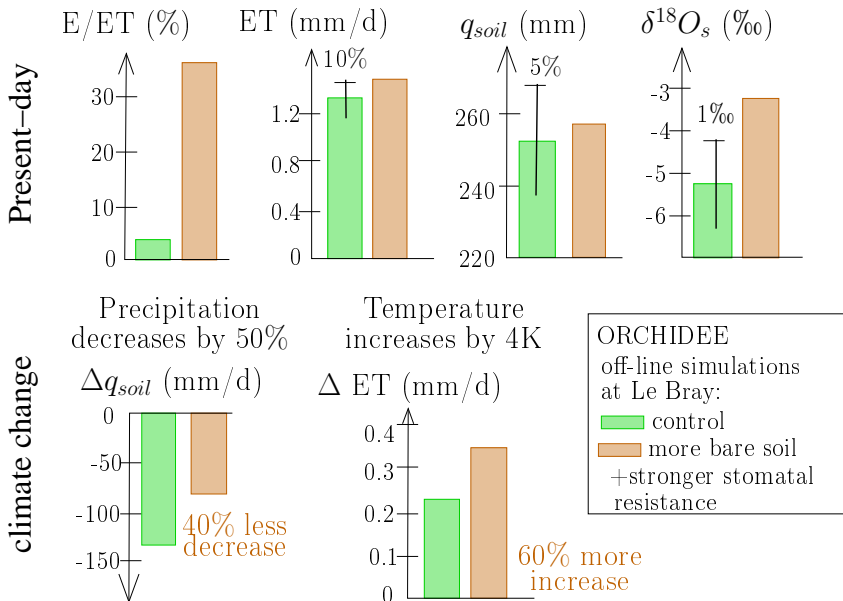 E/ET (%)
ET (mm/d)
q_soil (mm)
δ¹⁸O_s (‰)
Present–day
30
20
10
0
10%
1.2
0.8
0.4
0
5%
260
240
220
1‰
-3
-4
-5
-6
Precipitation
decreases by 50%
Temperature
increases by 4K
climate change
Δq_soil (mm/d)
0
-50
-100
-150
40% less
decrease
Δ ET (mm/d)
0.4
0.3
0.2
0.1
0
60% more
increase
ORCHIDEE
off-line simulations
at Le Bray:
control
more bare soil
+stronger stomatal
resistance